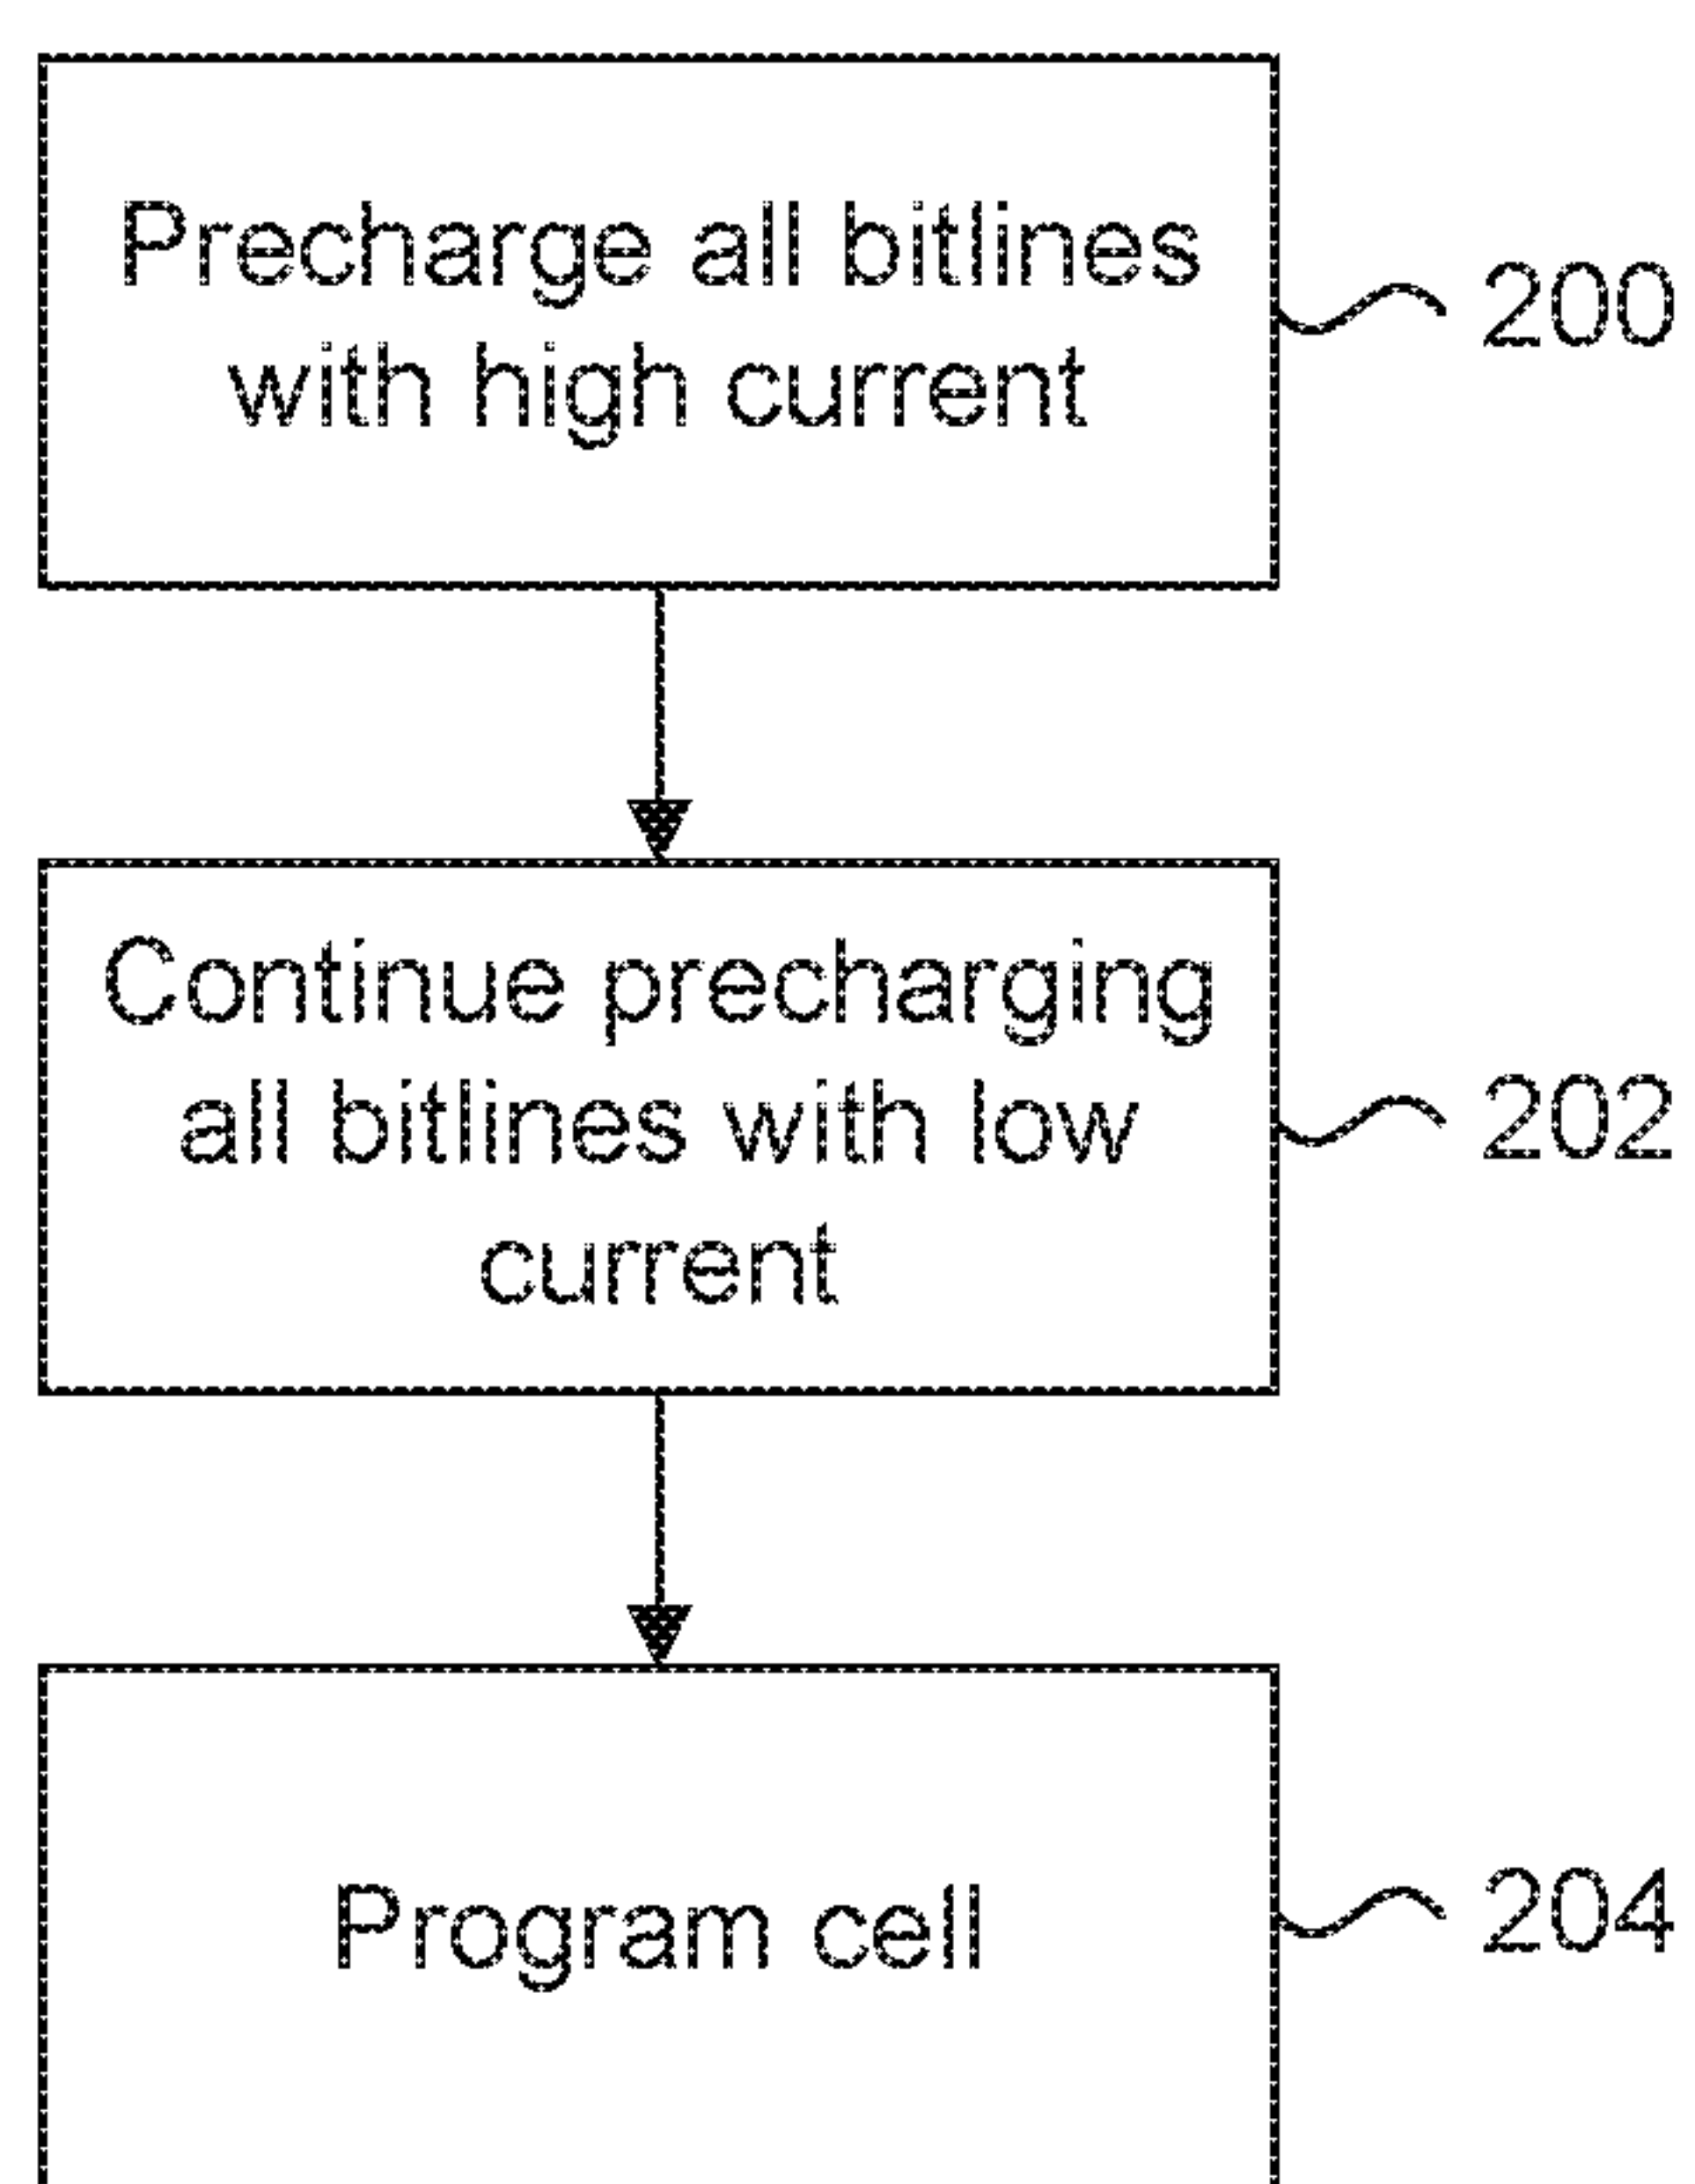 Precharge all bitlines
with high current
200
Continue precharging
all bitlines with low
current
202
Program cell
204